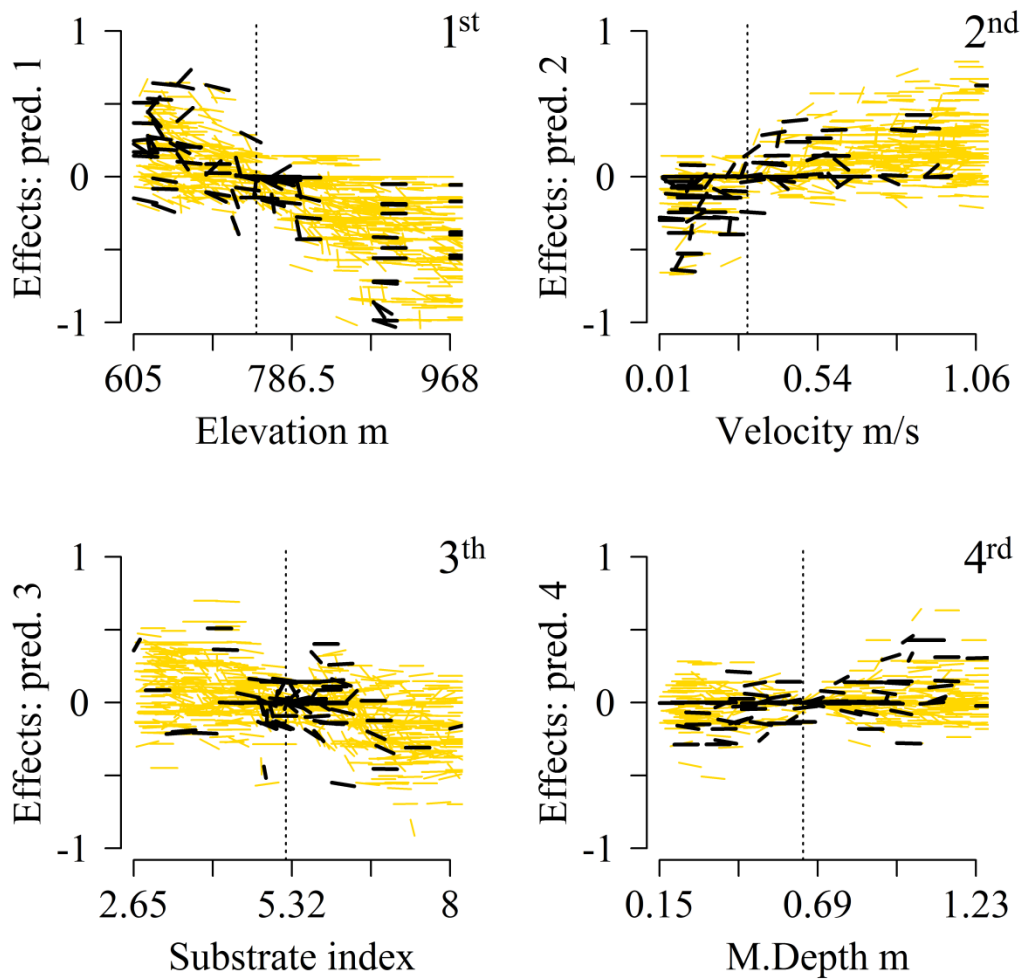 1st
Effects: pred. 1
1
0
-1
605 786.5 968
Elevation m
2nd
Effects: pred. 2
1
0
-1
0.01 0.54 1.06
Velocity m/s
3th
Effects: pred. 3
1
0
-1
2.65 5.32 8
Substrate index
4rd
Effects: pred. 4
1
0
-1
0.15 0.69 1.23
M.Depth m